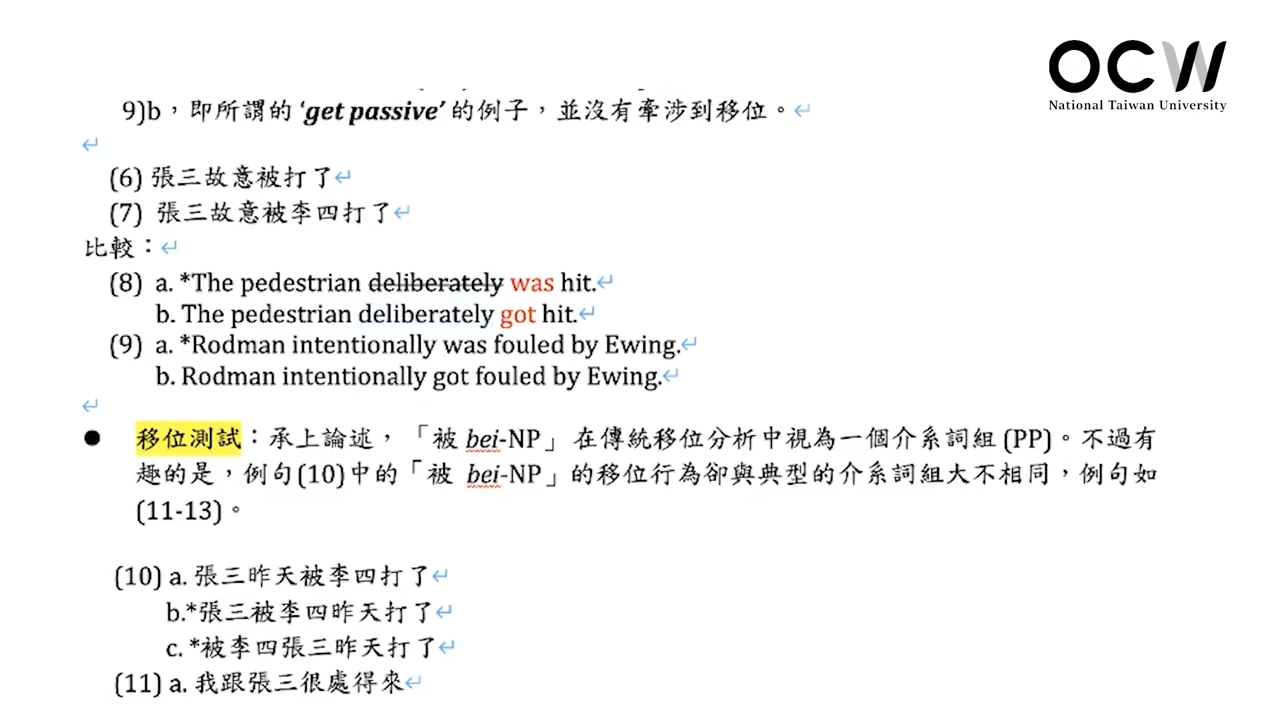 OCW
National Taiwan University
9)b，即所謂的 ‘get passive’ 的例子，並沒有牽涉到移位。
(6) 張三故意被打了
(7) 張三故意被李四打了
比較：
(8) a. *The pedestrian deliberately was hit.
b. The pedestrian deliberately got hit.
(9) a. *Rodman intentionally was fouled by Ewing.
b. Rodman intentionally got fouled by Ewing.
● 移位測試：承上論述，「被 bei-NP」在傳統移位分析中視為一個介系詞組 (PP)。不過有
趣的是，例句(10)中的「被 bei-NP」的移位行為卻與典型的介系詞組大不相同，例句如
(11-13)。
(10) a. 張三昨天被李四打了
b.*張三被李四昨天打了
c. *被李四張三昨天打了
(11) a. 我跟張三很處得來